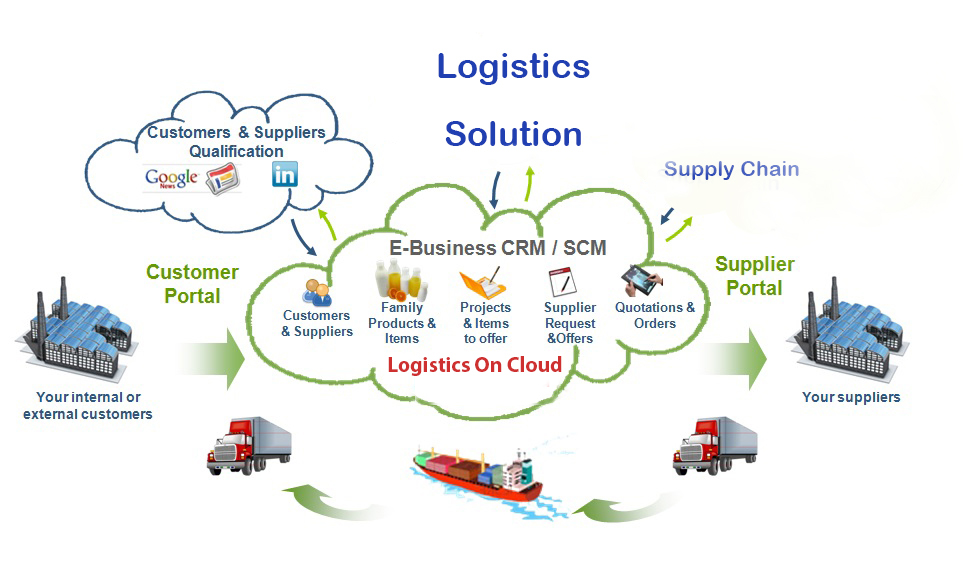 Logistics
Solution
Customers & Suppliers
Qualification
Google
News
in
Supply Chain
E-Business CRM / SCM
Customer
Portal
Supplier
Portal
Customers
& Suppliers
Family
Products &
Items
Projects
& Items
to offer
Supplier
Request
&Offers
Quotations &
Orders
Logistics On Cloud
Your internal or
external customers
Your suppliers